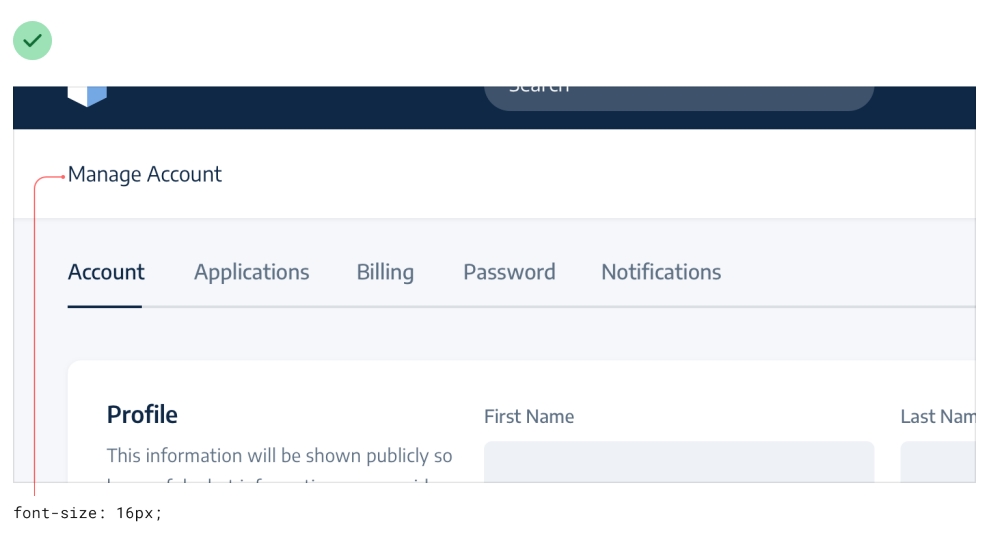 Search
Manage Account
Account Applications Billing Password Notifications
Profile
First Name
Last Nam
This information will be shown publicly so
font-size: 16px;